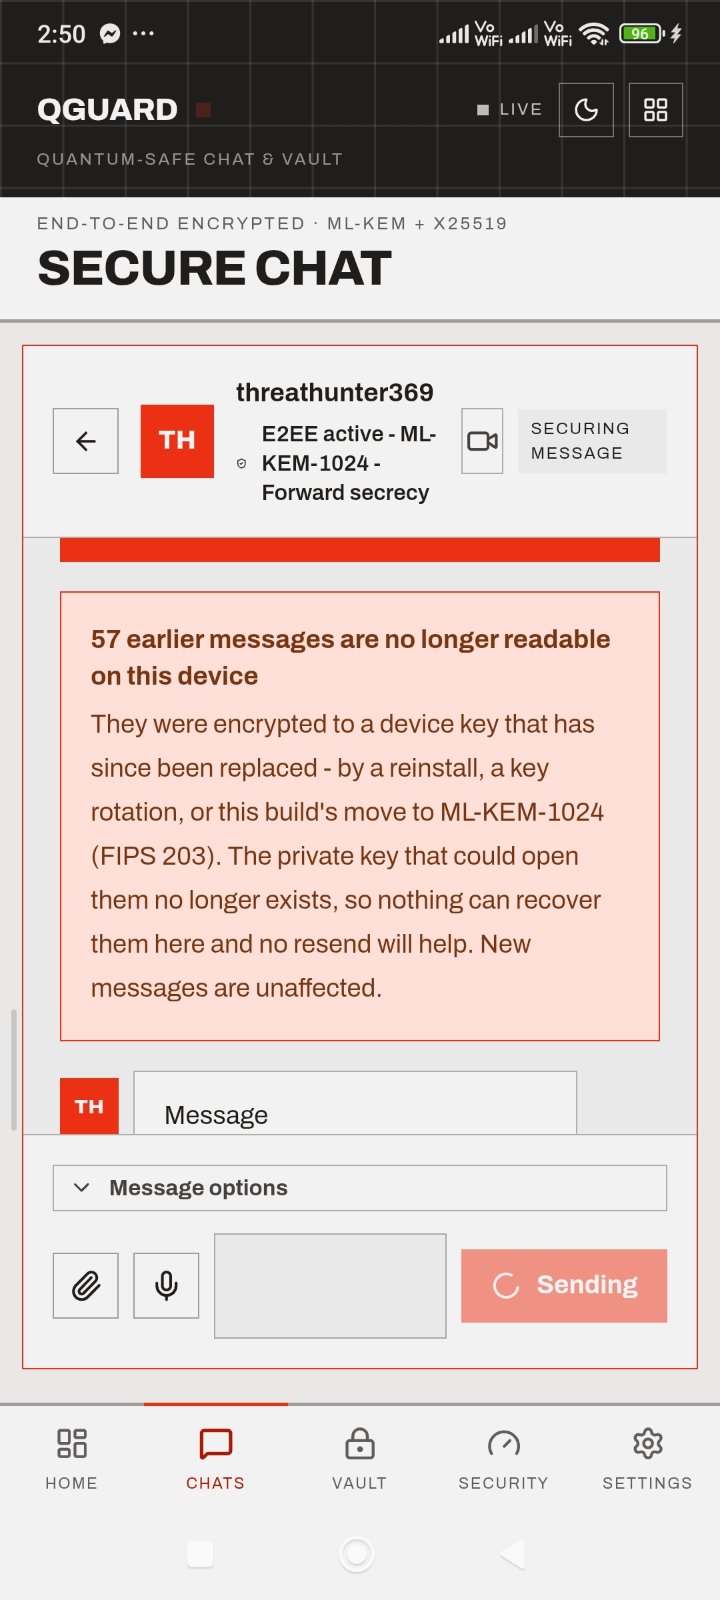 2:50
Vo WiFi
Vo WiFi
96
QGUARD
LIVE
QUANTUM-SAFE CHAT & VAULT
END-TO-END ENCRYPTED · ML-KEM + X25519
SECURE CHAT
TH
threathunter369
E2EE active - ML-
KEM-1024 -
Forward secrecy
SECURING
MESSAGE
57 earlier messages are no longer readable
on this device
They were encrypted to a device key that has
since been replaced - by a reinstall, a key
rotation, or this build's move to ML-KEM-1024
(FIPS 203). The private key that could open
them no longer exists, so nothing can recover
them here and no resend will help. New
messages are unaffected.
TH
Message
Message options
Sending
HOME
CHATS
VAULT
SECURITY
SETTINGS